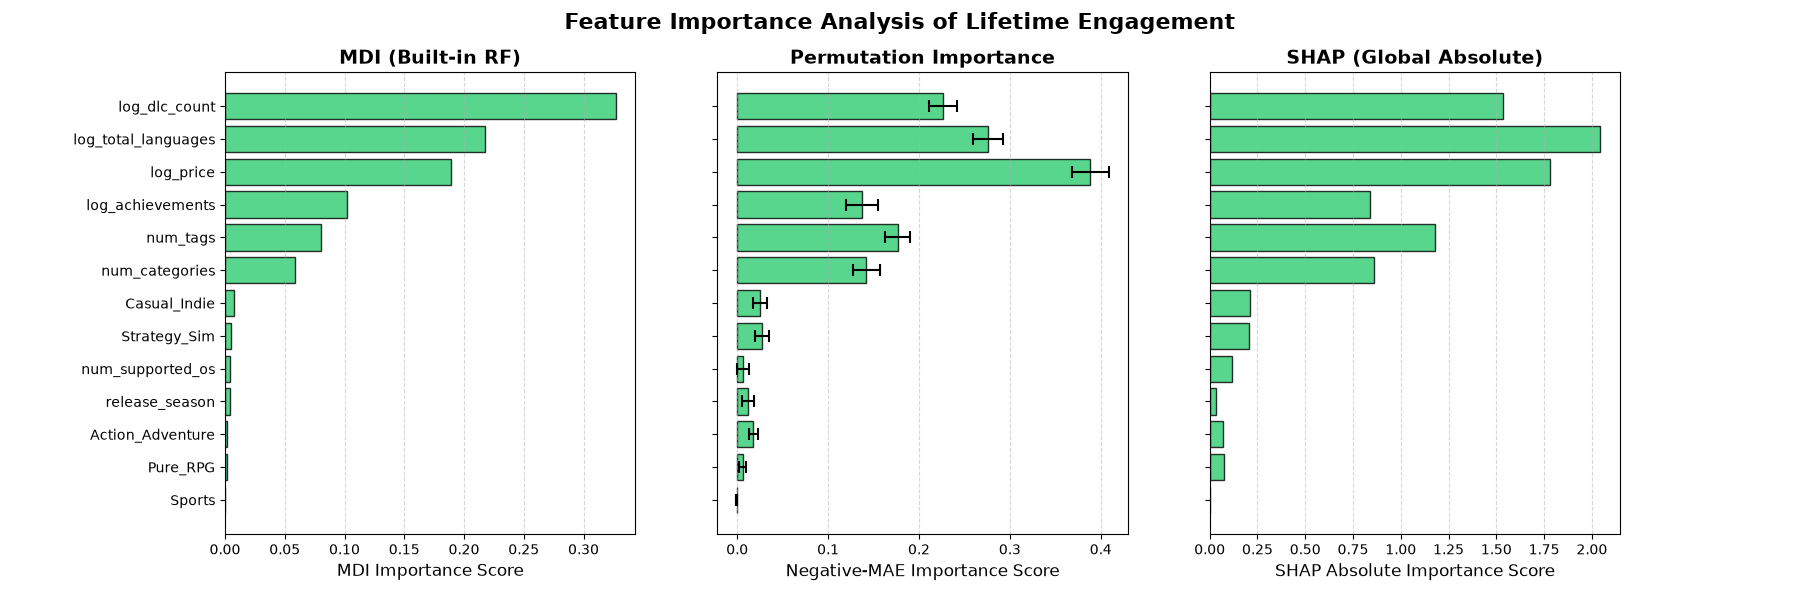 Feature Importance Analysis of Lifetime Engagement
MDI (Built-in RF)
log_dlc_count
log_total_languages
log_price
log_achievements
num_tags
num_categories
Casual_Indie
Strategy_Sim
num_supported_os
release_season
Action_Adventure
Pure_RPG
Sports
0.00 0.05 0.10 0.15 0.20 0.25 0.30
MDI Importance Score
Permutation Importance
0.0 0.1 0.2 0.3 0.4
Negative-MAE Importance Score
SHAP (Global Absolute)
0.00 0.25 0.50 0.75 1.00 1.25 1.50 1.75 2.00
SHAP Absolute Importance Score